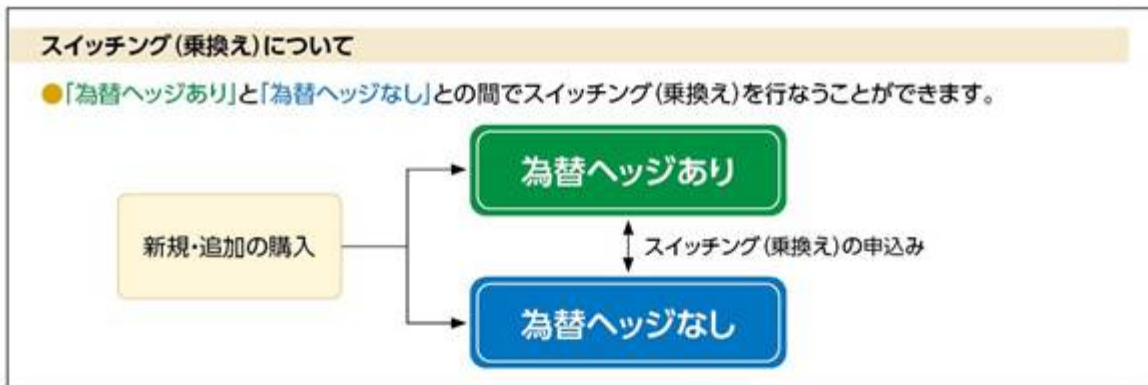 スイッチング(乗換え)について
●「為替ヘッジあり」と「為替ヘッジなし」との間でスイッチング(乗換え)を行なうことができます。
為替ヘッジあり
新規・追加の購入
スイッチング(乗換え)の申込み
為替ヘッジなし